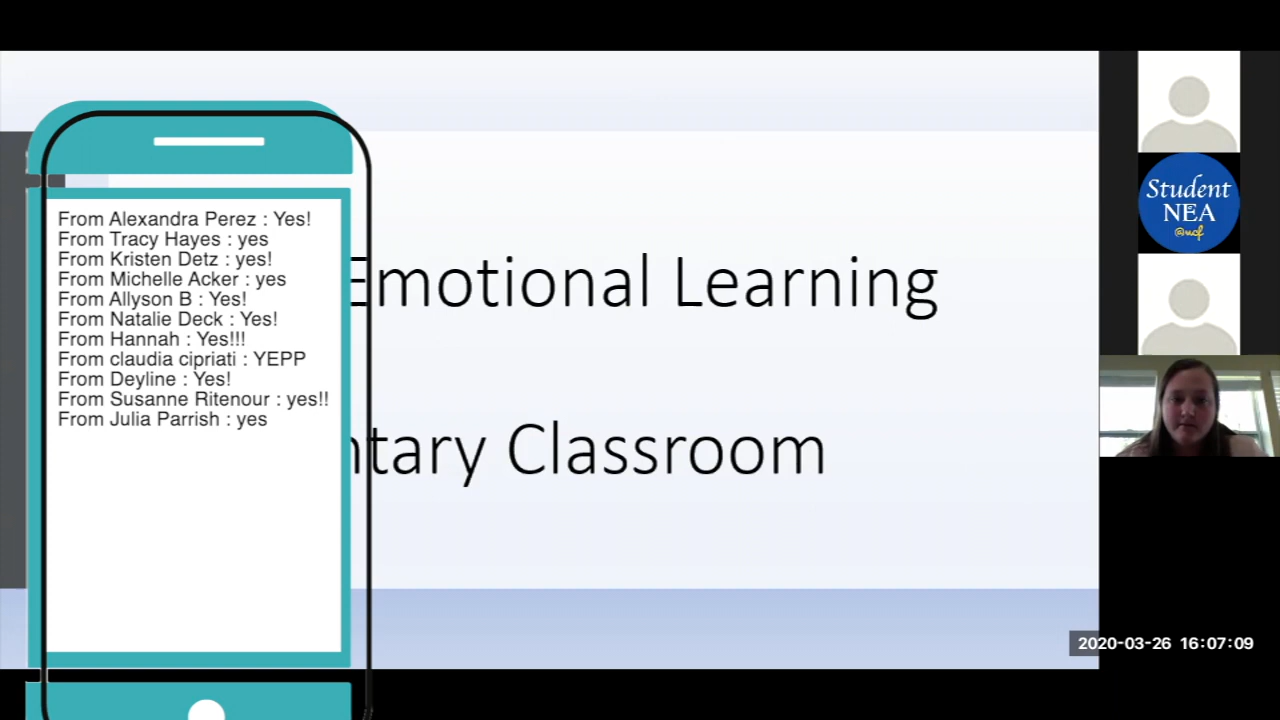 From Alexandra Perez : Yes!
From Tracy Hayes : yes
From Kristen Detz : yes!
From Michelle Acker : yes
From Allyson B : Yes!
From Natalie Deck : Yes!
From Hannah : Yes!!!
From claudia cipriati : YEPP
From Deyline : Yes!
From Susanne Ritenour : yes!!
From Julia Parrish : yes
Emotional Learning
ntary Classroom
Student
NEA
@ucf
2020-03-26 16:07:09